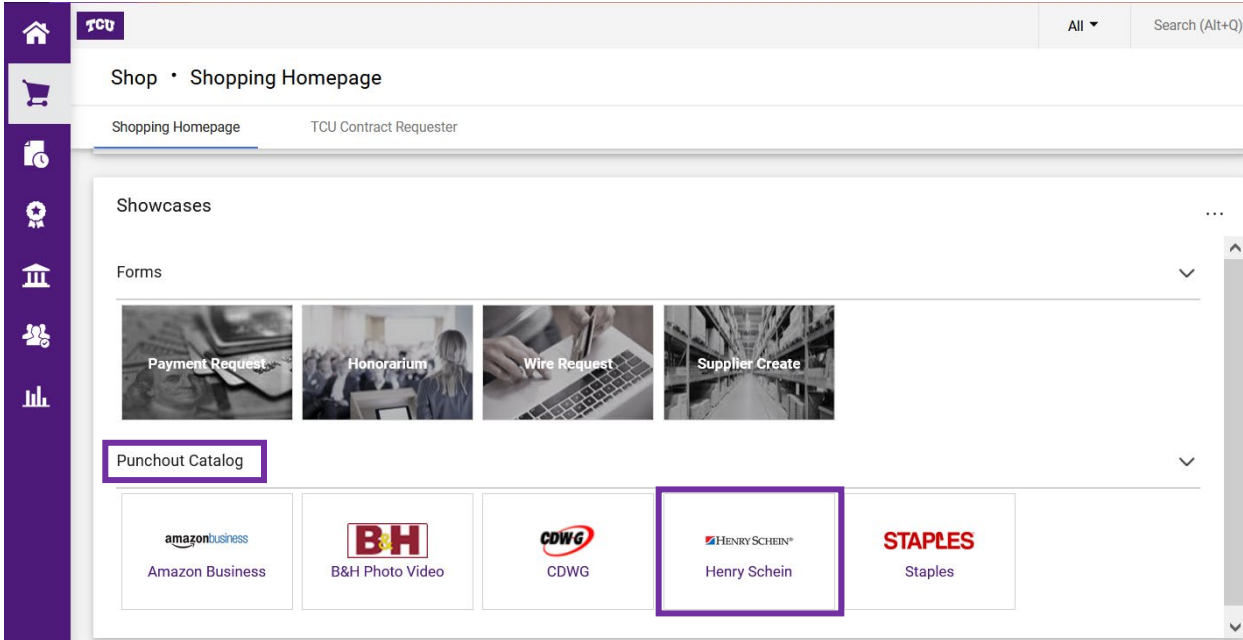 TCU
All
Search (Alt+Q)
Shop • Shopping Homepage
Shopping Homepage
TCU Contract Requester
Showcases
...
Forms
Payment Request
Honorarium
Wire Request
Supplier Create
Punchout Catalog
amazonbusiness
B&H
CDW·G
HENRY SCHEIN®
STAPLES
Amazon Business
B&H Photo Video
CDWG
Henry Schein
Staples